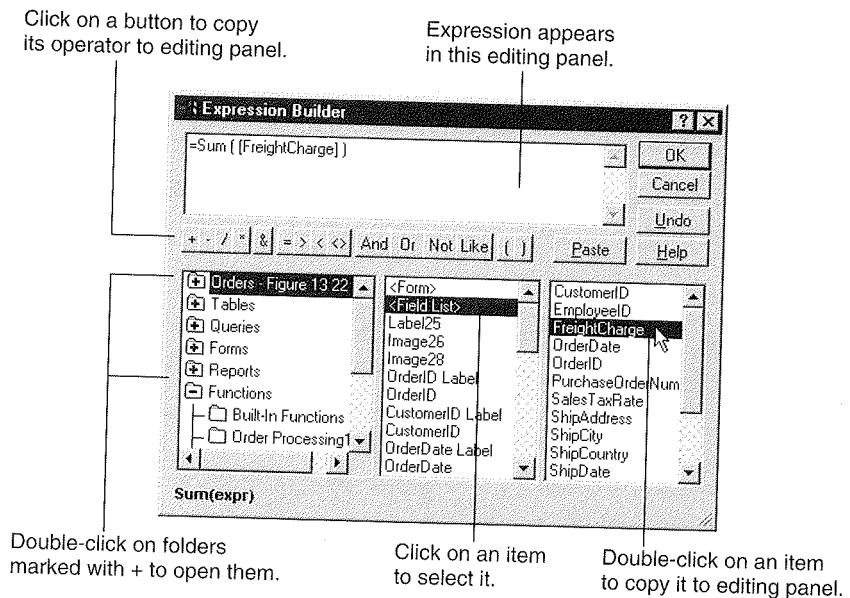 Click on a button to copy
its operator to editing panel.
Expression appears
in this editing panel.
Expression Builder
? ×
=Sum ( [FreightCharge] )
OK
Cancel
Undo
+ - / * & = > < <> And Or Not Like ( ) Paste Help
Orders - Figure 13 22
Tables
Queries
Forms
Reports
Functions
Built-In Functions
Order Processing1
<Form>
<Field List>
Label25
Image26
Image28
OrderID Label
OrderID
CustomerID Label
CustomerID
OrderDate Label
OrderDate
CustomerID
EmployeeID
FreightCharge
OrderDate
OrderID
PurchaseOrderNum
SalesTaxRate
ShipAddress
ShipCity
ShipCountry
ShipDate
Sum(expr)
Double-click on folders
marked with + to open them.
Click on an item
to select it.
Double-click on an item
to copy it to editing panel.